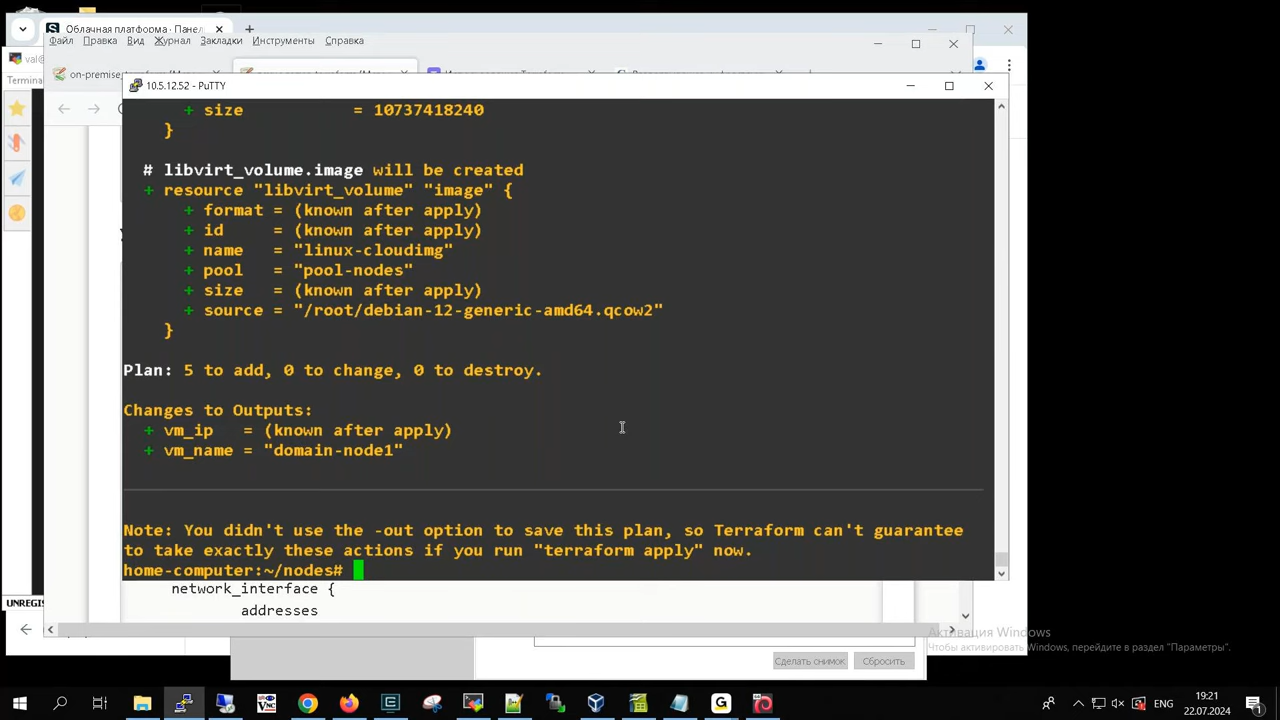 Облачная платформа · Панел
Файл Правка Вид Журнал Закладки Инструменты Справка
val@
Terminal
on-premise
10.5.12.52 - PuTTY
+ size = 10737418240
}
# libvirt_volume.image will be created
+ resource "libvirt_volume" "image" {
+ format = (known after apply)
+ id = (known after apply)
+ name = "linux-cloudimg"
+ pool = "pool-nodes"
+ size = (known after apply)
+ source = "/root/debian-12-generic-amd64.qcow2"
}
Plan: 5 to add, 0 to change, 0 to destroy.
Changes to Outputs:
+ vm_ip = (known after apply)
+ vm_name = "domain-node1"
Note: You didn't use the -out option to save this plan, so Terraform can't guarantee
to take exactly these actions if you run "terraform apply" now.
home-computer:~/nodes#
network_interface {
UNREGIS
addresses
Активация Windows
Чтобы активировать Windows, перейдите в раздел "Параметры".
Сделать снимок Сбросить
ENG
19:21
22.07.2024
1